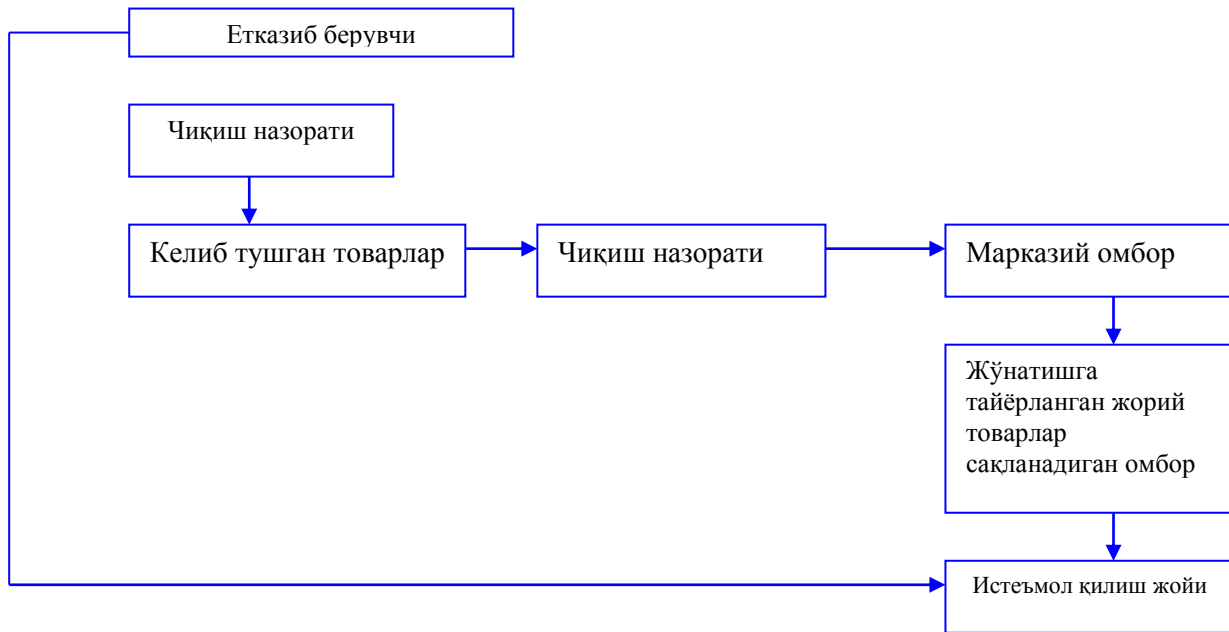 Етказиб берувчи
Чиқиш назорати
Келиб тушган товарлар
Чиқиш назорати
Марказий омбор
Жўнатишга
тайёрланган жорий
товарлар
сақланадиган омбор
Истеъмол қилиш жойи